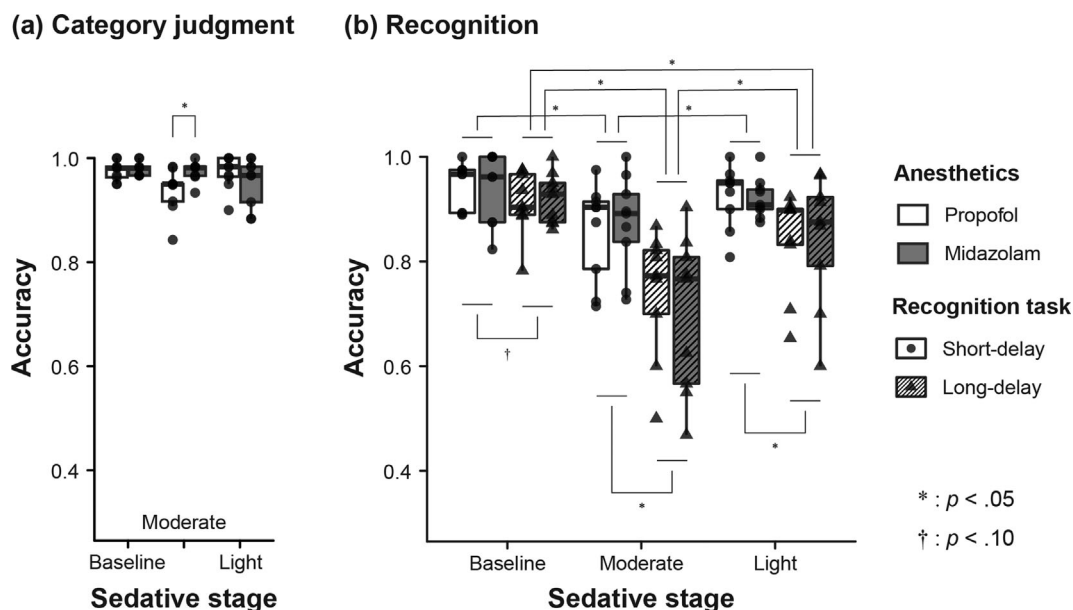 (a) Category judgment
(b) Recognition
*
*
*
*
*
*
1.0
0.8
0.6
0.4
Accuracy
Moderate
Baseline
Light
Sedative stage
1.0
0.8
0.6
0.4
Accuracy
†
*
*
Baseline
Moderate
Light
Sedative stage
Anesthetics
Propofol
Midazolam
Recognition task
Short-delay
Long-delay
* : p < .05
† : p < .10